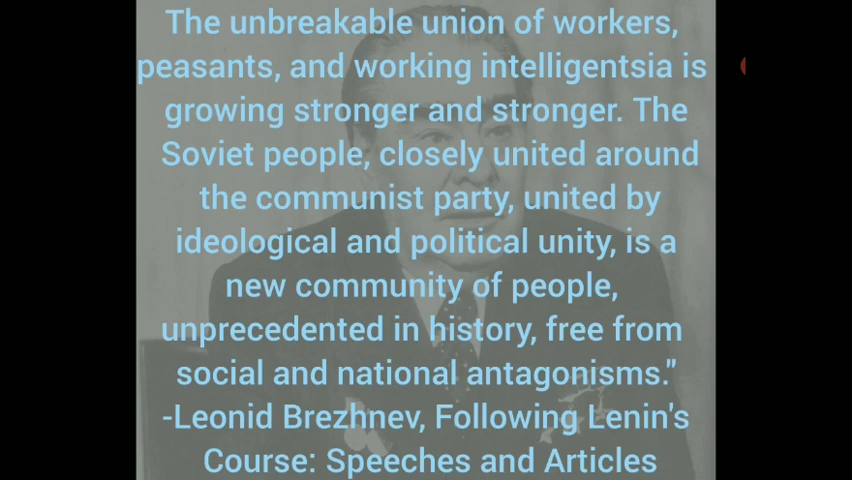 The unbreakable union of workers,
peasants, and working intelligentsia is
growing stronger and stronger. The
Soviet people, closely united around
the communist party, united by
ideological and political unity, is a
new community of people,
unprecedented in history, free from
social and national antagonisms."
-Leonid Brezhnev, Following Lenin's
Course: Speeches and Articles